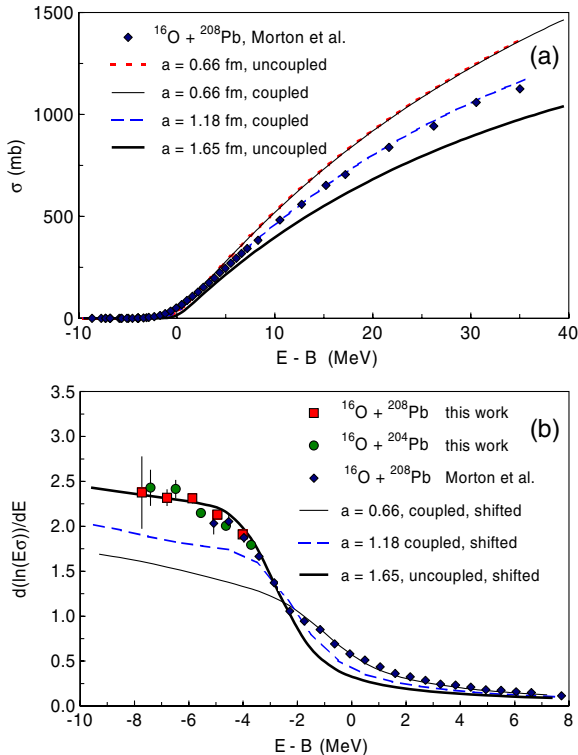 1500
1000
500
0
σ (mb)
(a)
¹⁶O + ²⁰⁸Pb, Morton et al.
a = 0.66 fm, uncoupled
a = 0.66 fm, coupled
a = 1.18 fm, coupled
a = 1.65 fm, uncoupled
-10 0 10 20 30 40
E - B (MeV)
3.5
3.0
2.5
2.0
1.5
1.0
0.5
0.0
d(ln(Eσ))/dE
(b)
¹⁶O + ²⁰⁸Pb this work
¹⁶O + ²⁰⁴Pb this work
¹⁶O + ²⁰⁸Pb Morton et al.
a = 0.66, coupled, shifted
a = 1.18 coupled, shifted
a = 1.65, uncoupled, shifted
-10 -8 -6 -4 -2 0 2 4 6 8
E - B (MeV)